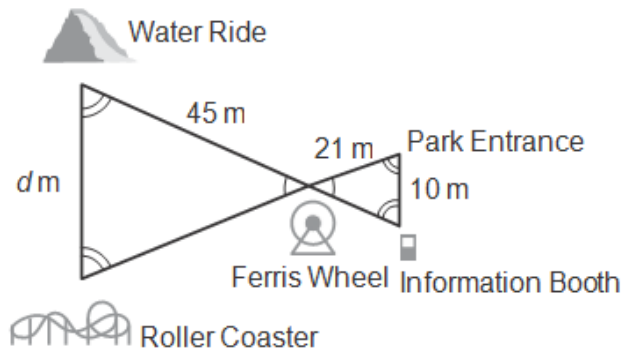 Water Ride
45 m
21 m
Park Entrance
d m
10 m
Ferris Wheel
Information Booth
Roller Coaster